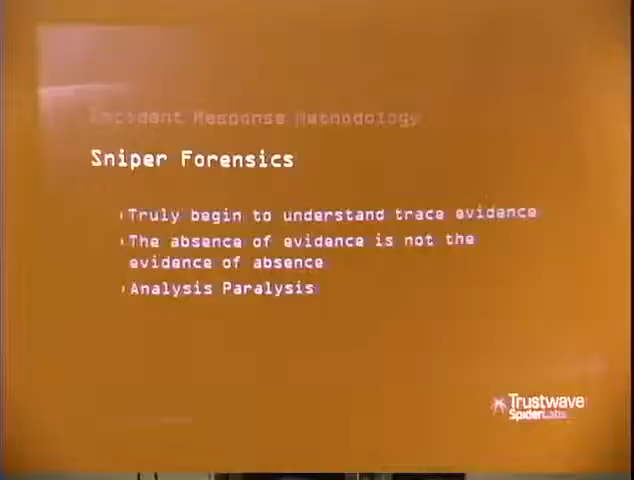 Incident Response Methodology
Sniper Forensics
›Truly begin to understand trace evidence
›The absence of evidence is not the
evidence of absence
›Analysis Paralysis
Trustwave
SpiderLabs